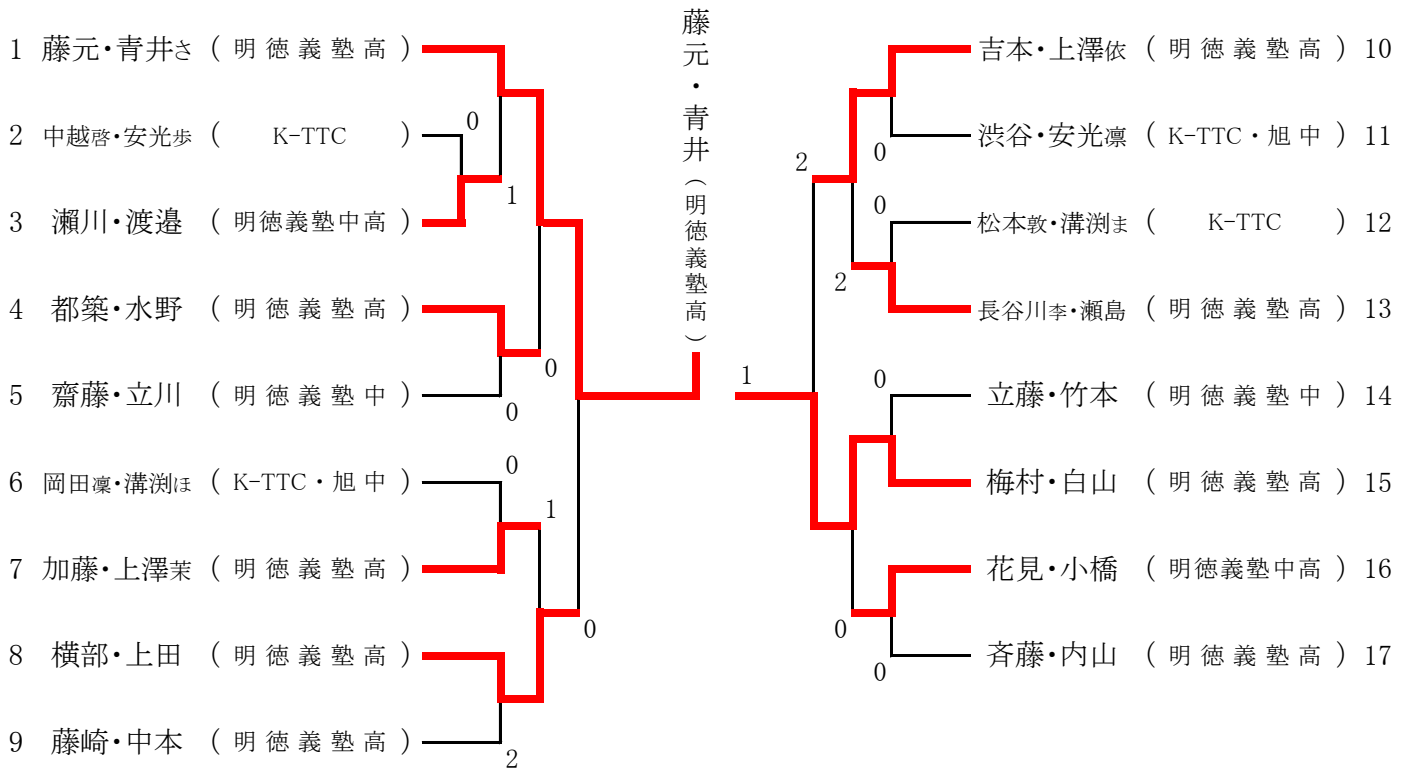 1 藤元・青井さ (明徳義塾高)
0
2 中越啓・安光歩 (K-TTC)
1
3 瀬川・渡邉 (明徳義塾中高)
4 都築・水野 (明徳義塾高)
0
5 齋藤・立川 (明徳義塾中)
0
0
6 岡田凜・溝渕ほ (K-TTC・旭中)
1
7 加藤・上澤茉 (明徳義塾高)
0
8 横部・上田 (明徳義塾高)
9 藤崎・中本 (明徳義塾高)
2
藤元・青井(明徳義塾高)
吉本・上澤依 (明徳義塾高) 10
渋谷・安光凛 (K-TTC・旭中) 11
2
0
0
松本敦・溝渕ま (K-TTC) 12
2
長谷川李・瀬島 (明徳義塾高) 13
1
0
立藤・竹本 (明徳義塾中) 14
梅村・白山 (明徳義塾高) 15
花見・小橋 (明徳義塾中高) 16
0
0
斉藤・内山 (明徳義塾高) 17